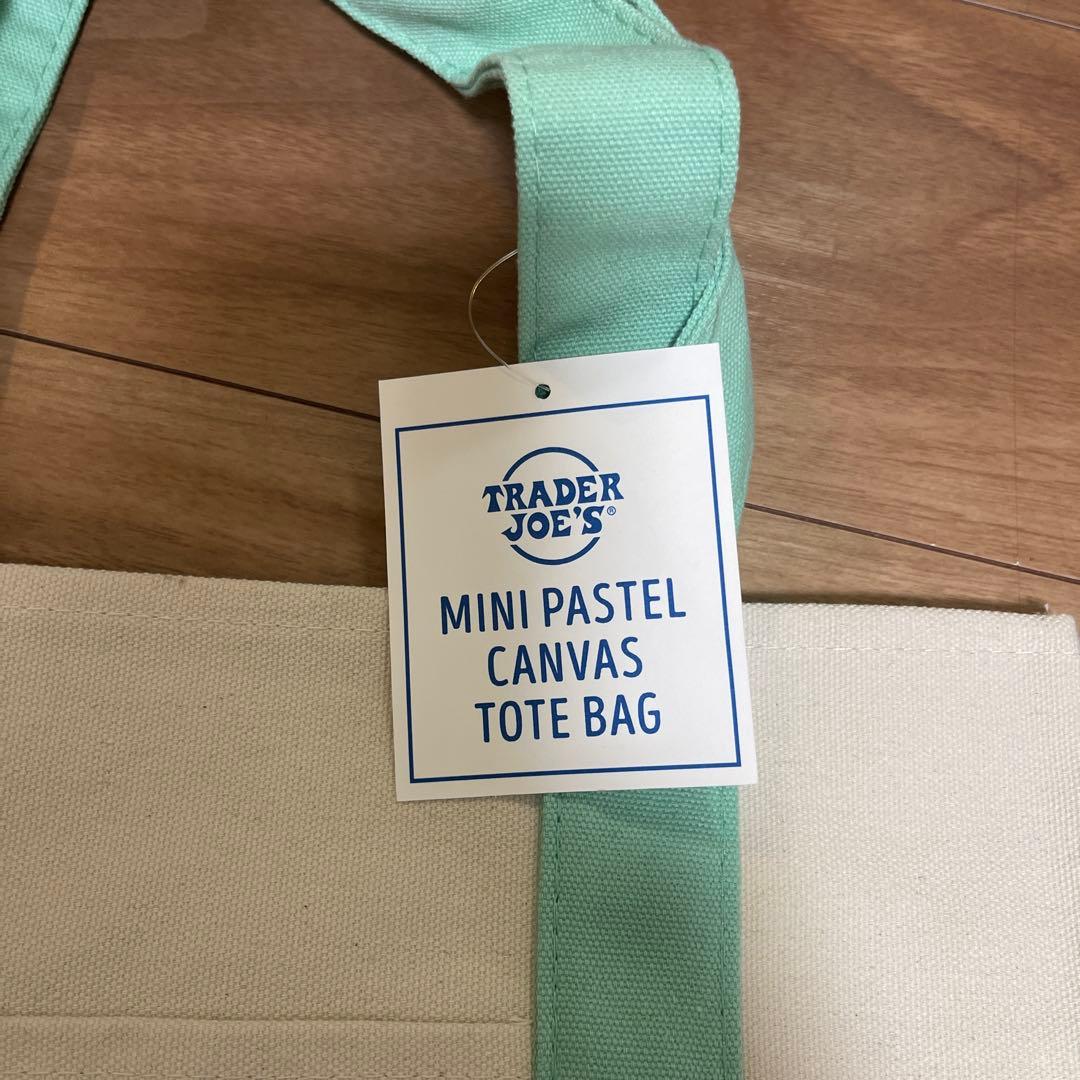 TRADER
JOE'S®
MINI PASTEL
CANVAS
TOTE BAG